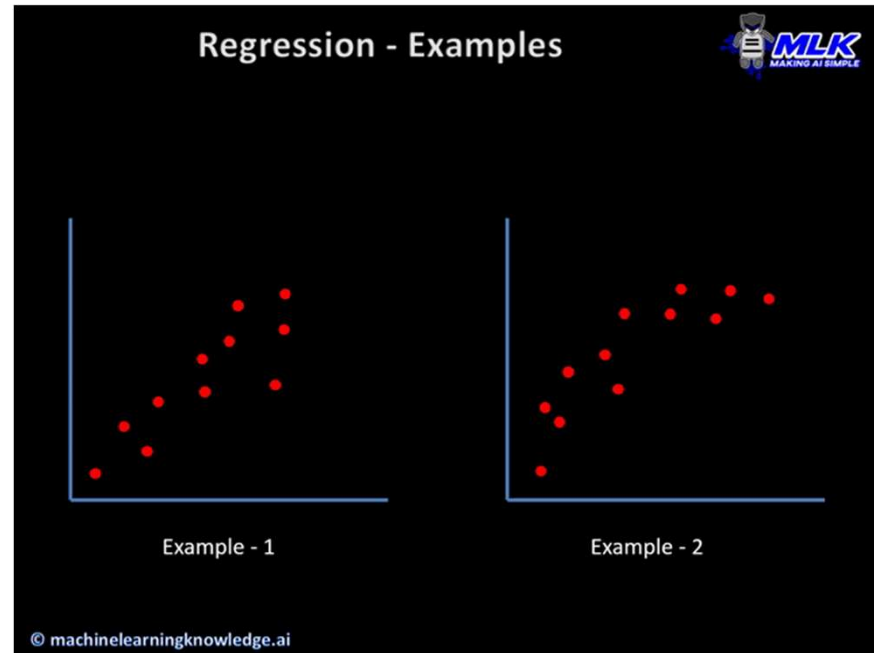 Regression - Examples
MLK
MAKING AI SIMPLE
Example - 1
Example - 2
© machinelearningknowledge.ai